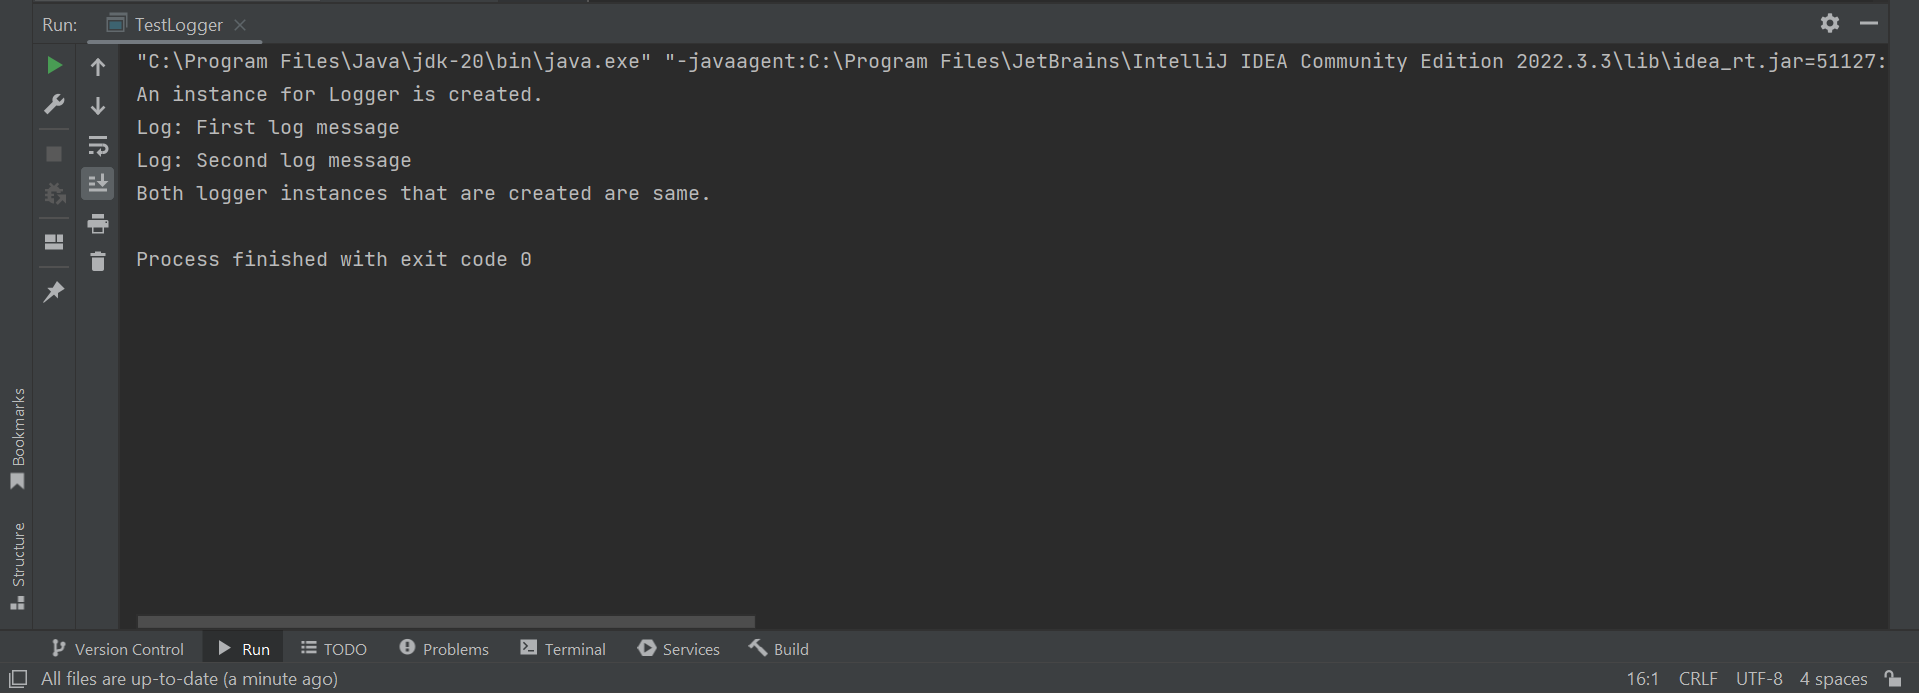 Run: TestLogger
"C:\Program Files\Java\jdk-20\bin\java.exe" "-javaagent:C:\Program Files\JetBrains\IntelliJ IDEA Community Edition 2022.3.3\lib\idea_rt.jar=51127:
An instance for Logger is created.
Log: First log message
Log: Second log message
Both logger instances that are created are same.
Process finished with exit code 0
Bookmarks
Structure
Version Control Run TODO Problems Terminal Services Build
All files are up-to-date (a minute ago) 16:1 CRLF UTF-8 4 spaces